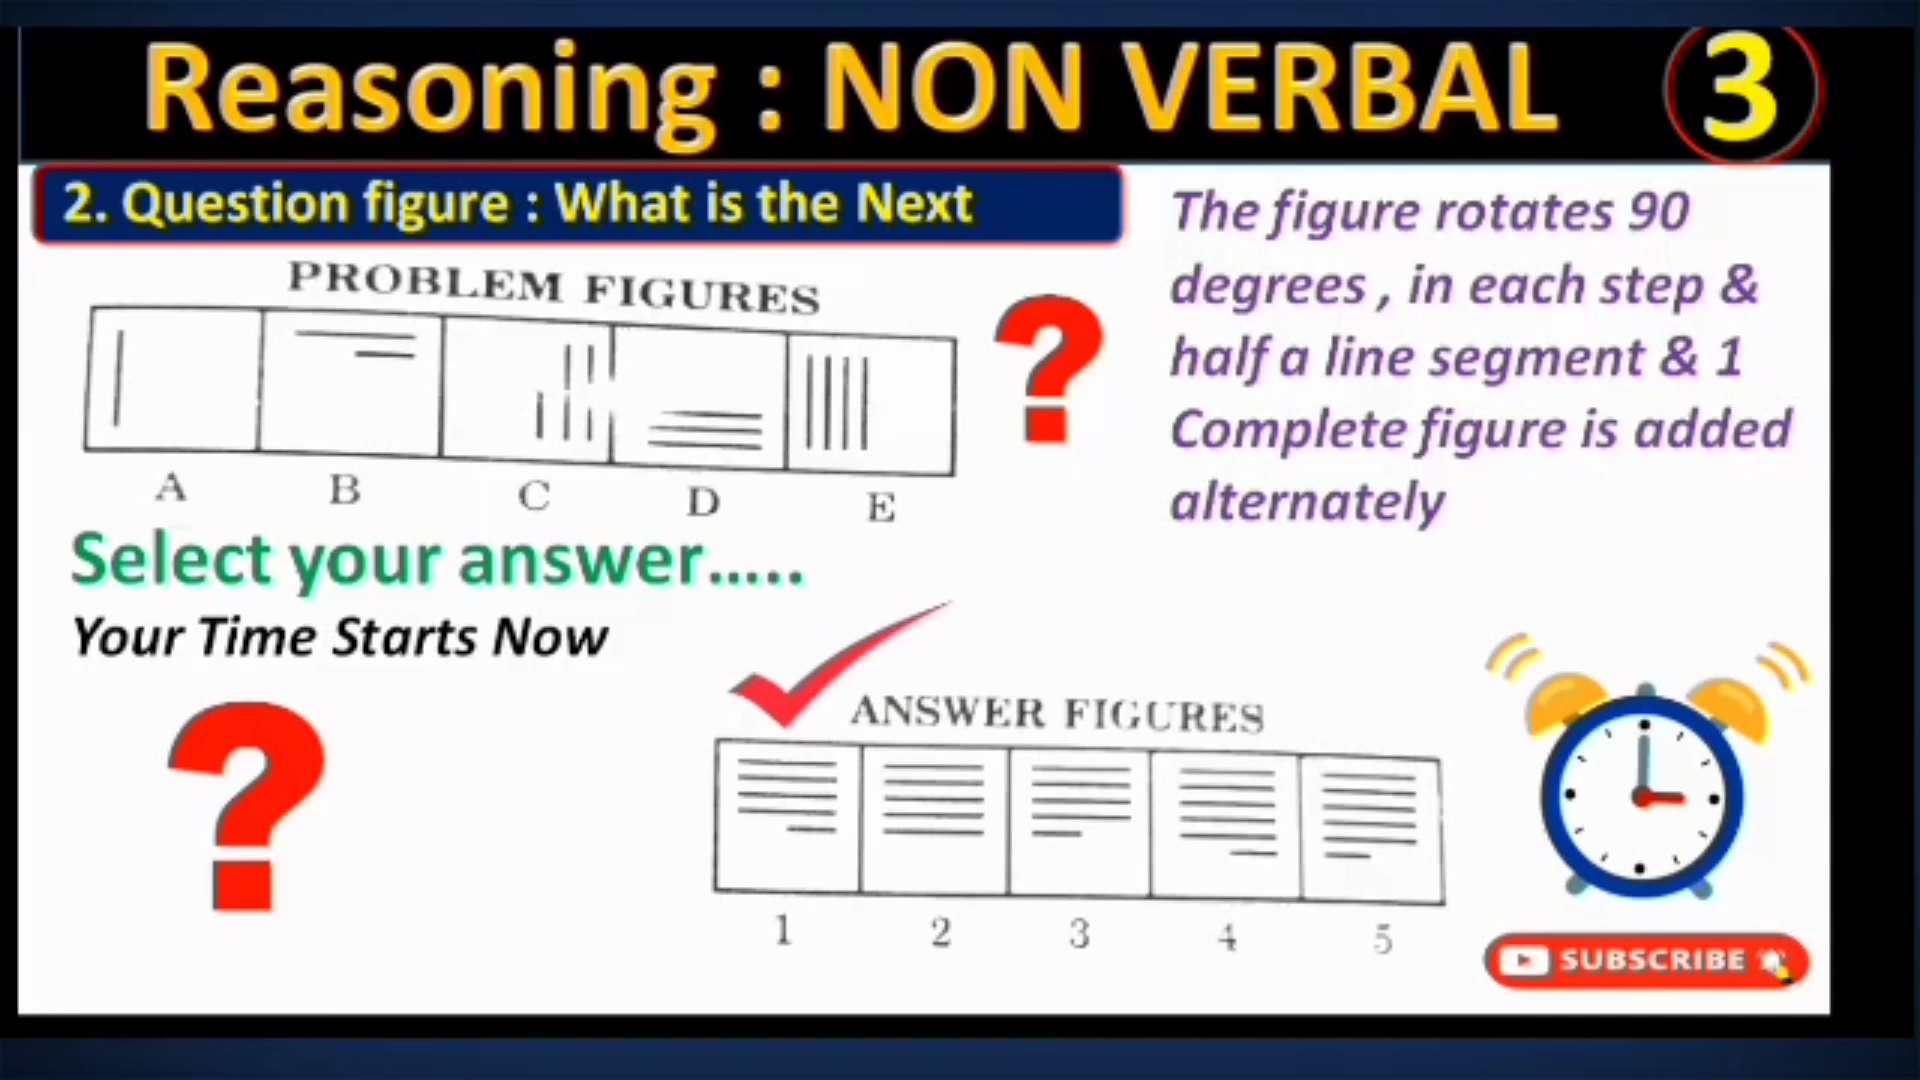 Reasoning : NON VERBAL 3
2. Question figure : What is the Next
The figure rotates 90
degrees , in each step &
half a line segment & 1
Complete figure is added
alternately
PROBLEM FIGURES
?
A B C D E
Select your answer.....
Your Time Starts Now
?
ANSWER FIGURES
1 2 3 4 5
SUBSCRIBE